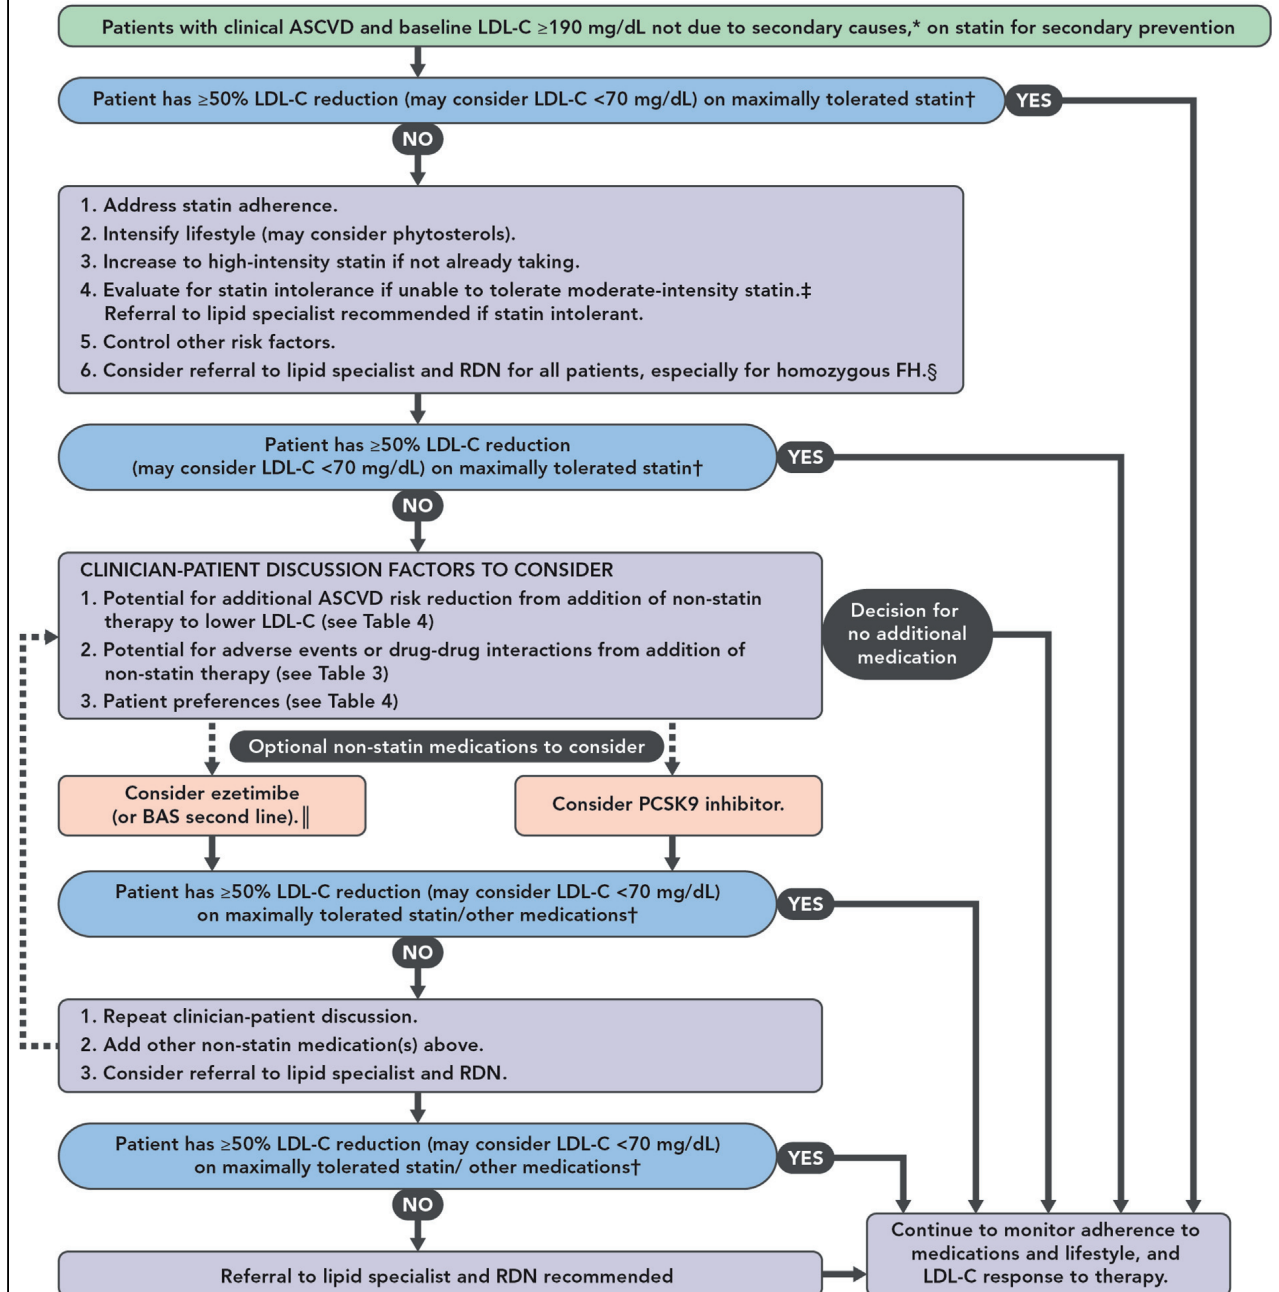 Patients with clinical ASCVD and baseline LDL-C ≥190 mg/dL not due to secondary causes,* on statin for secondary prevention
Patient has ≥50% LDL-C reduction (may consider LDL-C <70 mg/dL) on maximally tolerated statin†
YES
NO
1. Address statin adherence.
2. Intensify lifestyle (may consider phytosterols).
3. Increase to high-intensity statin if not already taking.
4. Evaluate for statin intolerance if unable to tolerate moderate-intensity statin.‡
Referral to lipid specialist recommended if statin intolerant.
5. Control other risk factors.
6. Consider referral to lipid specialist and RDN for all patients, especially for homozygous FH.§
Patient has ≥50% LDL-C reduction
(may consider LDL-C <70 mg/dL) on maximally tolerated statin†
YES
NO
CLINICIAN-PATIENT DISCUSSION FACTORS TO CONSIDER
1. Potential for additional ASCVD risk reduction from addition of non-statin
therapy to lower LDL-C (see Table 4)
2. Potential for adverse events or drug-drug interactions from addition of
non-statin therapy (see Table 3)
3. Patient preferences (see Table 4)
Decision for
no additional
medication
Optional non-statin medications to consider
Consider ezetimibe
(or BAS second line).‖
Consider PCSK9 inhibitor.
Patient has ≥50% LDL-C reduction (may consider LDL-C <70 mg/dL)
on maximally tolerated statin/other medications†
YES
NO
1. Repeat clinician-patient discussion.
2. Add other non-statin medication(s) above.
3. Consider referral to lipid specialist and RDN.
Patient has ≥50% LDL-C reduction (may consider LDL-C <70 mg/dL)
on maximally tolerated statin/ other medications†
YES
NO
Referral to lipid specialist and RDN recommended
Continue to monitor adherence to
medications and lifestyle, and
LDL-C response to therapy.